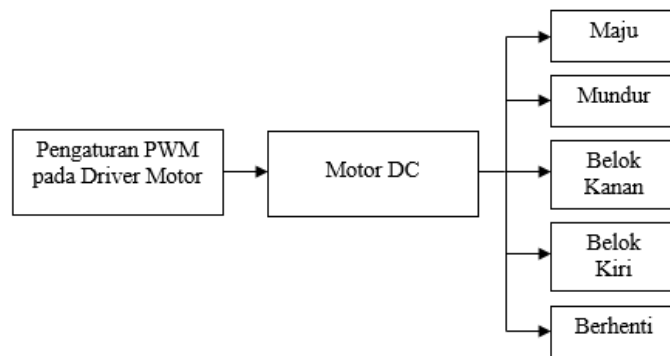 Pengaturan PWM
pada Driver Motor
Motor DC
Maju
Mundur
Belok
Kanan
Belok
Kiri
Berhenti